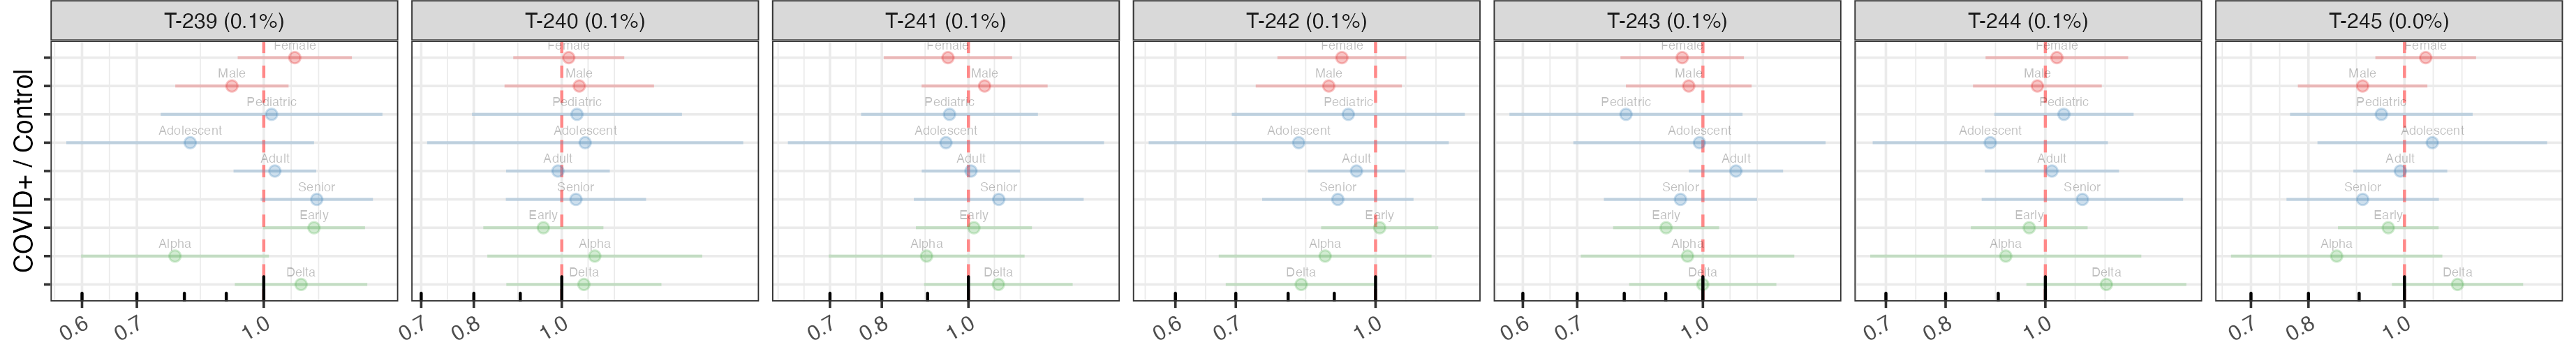 T-239 (0.1%) T-240 (0.1%) T-241 (0.1%) T-242 (0.1%) T-243 (0.1%) T-244 (0.1%) T-245 (0.0%)
COVID+ / Control
Female Female Female Female Female Female Female
Male Male Male Male Male Male Male
Pediatric Pediatric Pediatric Pediatric Pediatric Pediatric Pediatric
Adolescent Adolescent Adolescent Adolescent Adolescent Adolescent Adolescent
Adult Adult Adult Adult Adult Adult Adult
Senior Senior Senior Senior Senior Senior Senior
Early Early Early Early Early Early Early
Alpha Alpha Alpha Alpha Alpha Alpha Alpha
Delta Delta Delta Delta Delta Delta Delta
0.6 0.7 1.0 0.7 0.8 1.0 0.7 0.8 1.0 0.6 0.7 1.0 0.6 0.7 1.0 0.7 0.8 1.0 0.7 0.8 1.0